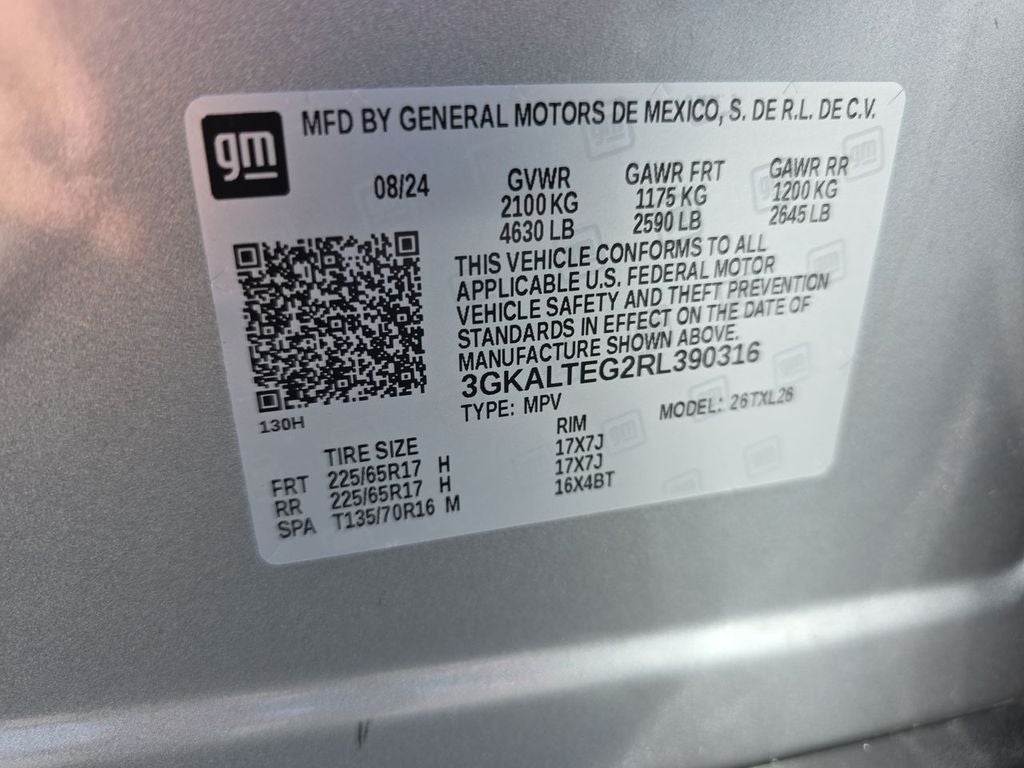 gm
MFD BY GENERAL MOTORS DE MEXICO, S. DE R.L. DE C.V.
08/24
GVWR
2100 KG
4630 LB
GAWR FRT
1175 KG
2590 LB
GAWR RR
1200 KG
2645 LB
THIS VEHICLE CONFORMS TO ALL
APPLICABLE U.S. FEDERAL MOTOR
VEHICLE SAFETY AND THEFT PREVENTION
STANDARDS IN EFFECT ON THE DATE OF
MANUFACTURE SHOWN ABOVE.
3GKALTEG2RL390316
TYPE: MPV MODEL: 26TXL26
130H
TIRE SIZE RIM
FRT 225/65R17 H 17X7J
RR 225/65R17 H 17X7J
SPA T135/70R16 M 16X4BT